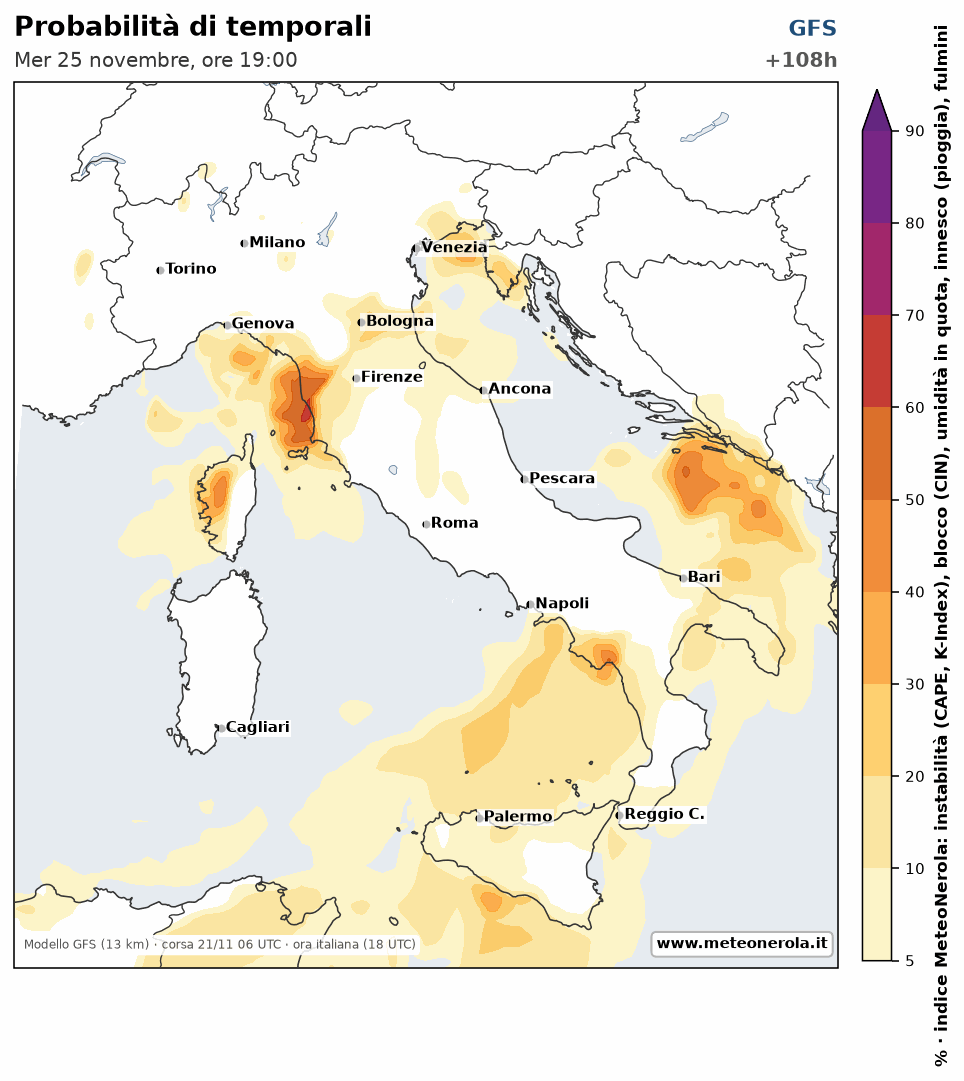 Probabilità di temporali
GFS
Mer 25 novembre, ore 19:00
+108h
Milano
Venezia
Torino
Genova
Bologna
Firenze
Ancona
Pescara
Roma
Bari
Napoli
Cagliari
Palermo
Reggio C.
Modello GFS (13 km) · corsa 21/11 06 UTC · ora italiana (18 UTC)
www.meteonerola.it
90
80
70
60
50
40
30
20
10
5
% · indice MeteoNerola: instabilità (CAPE, K-Index), blocco (CIN), umidità in quota, innesco (pioggia), fulmini